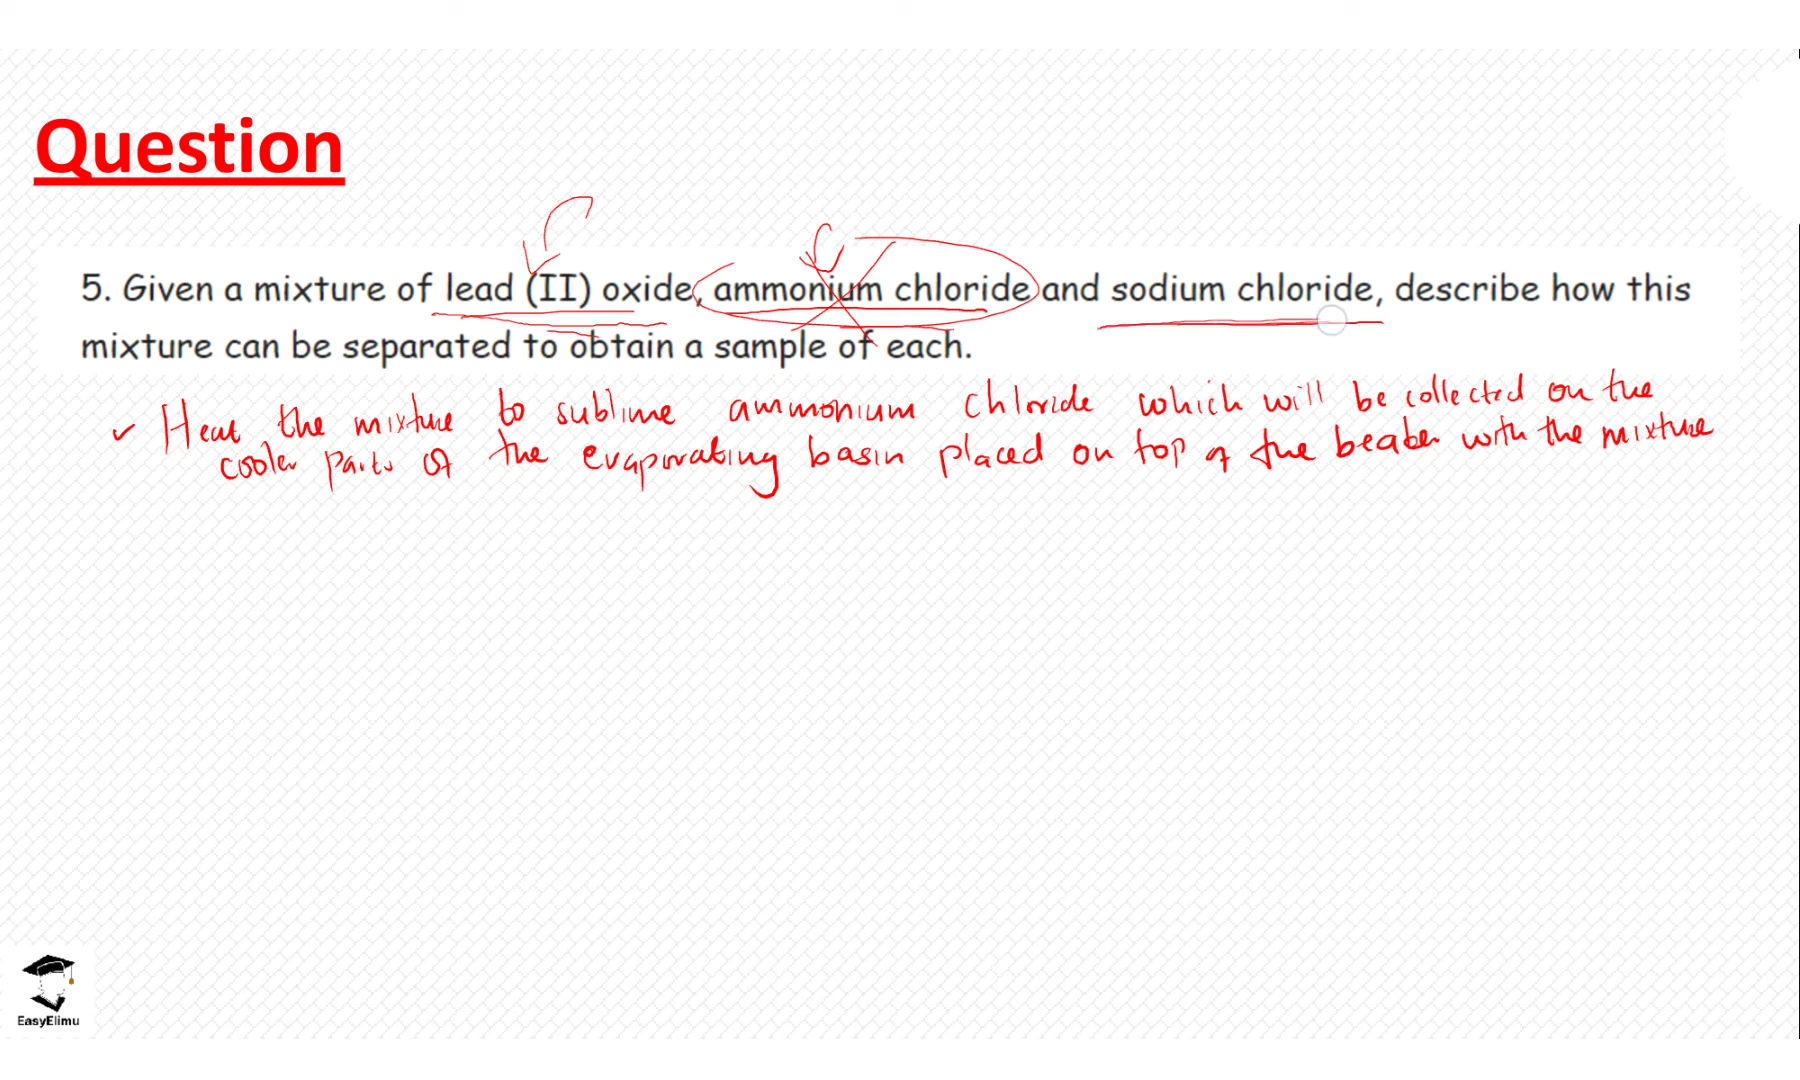 Question
5. Given a mixture of lead (II) oxide, ammonium chloride and sodium chloride, describe how this
mixture can be separated to obtain a sample of each.
✓ Heat the mixture to sublime ammonium chloride which will be collected on the
cooler parts of the evaporating basin placed on top of the beaker with the mixture
EasyElimu